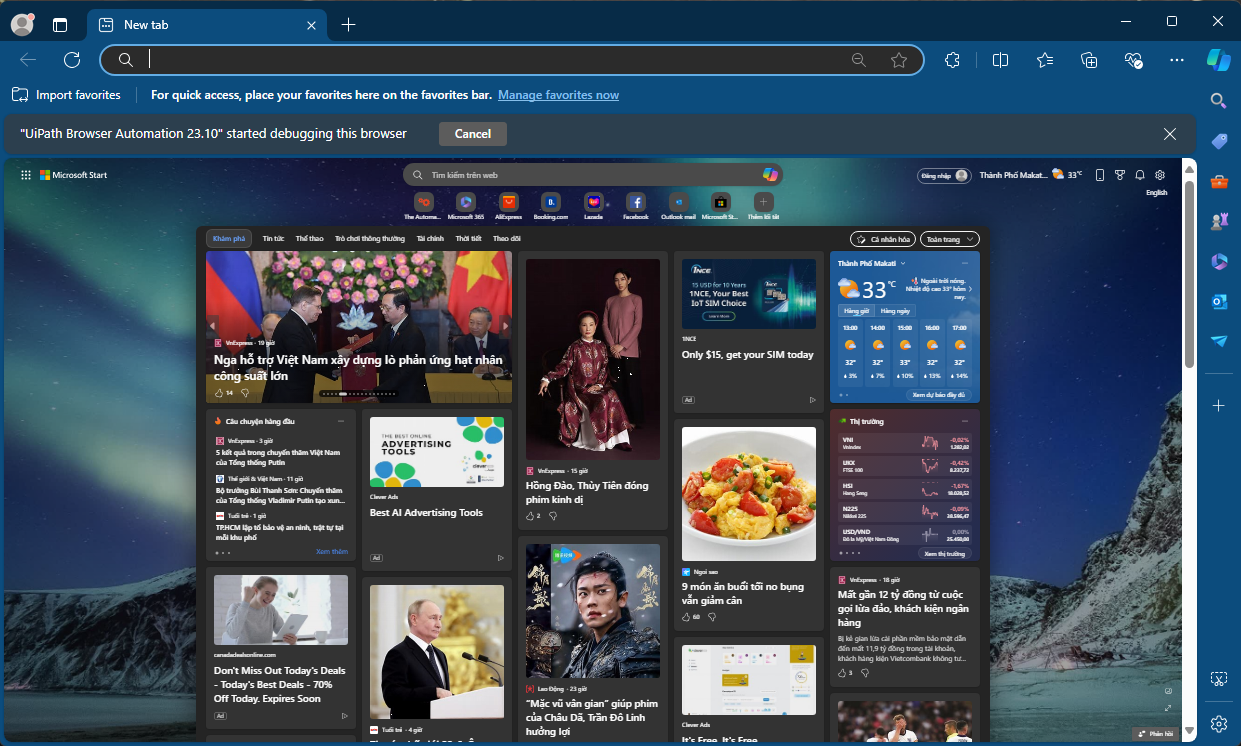 New tab
Import favorites
For quick access, place your favorites here on the favorites bar. Manage favorites now
"UiPath Browser Automation 23.10" started debugging this browser
Cancel
Microsoft Start
Tìm kiếm trên web
Đăng nhập
Thành Phố Makat...
33°C
English
The Automa...
Microsoft 365
AliExpress
Booking.com
Lazada
Facebook
Outlook mail
Microsoft St...
Thêm lối tắt
Khám phá
Tin tức
Thể thao
Trò chơi thông thường
Tài chính
Thời tiết
Theo dõi
Cá nhân hóa
Toàn trang
VnExpress · 19 giờ
Nga hỗ trợ Việt Nam xây dựng lò phản ứng hạt nhân
công suất lớn
14
Câu chuyện hàng đầu
VnExpress · 3 giờ
5 kết quả trong chuyến thăm Việt Nam
của Tổng thống Putin
Thế giới & Việt Nam · 11 giờ
Bộ trưởng Bùi Thanh Sơn: Chuyến thăm
của Tổng thống Vladimir Putin tạo xun...
Tuổi trẻ · 1 giờ
TP.HCM lập tổ bảo vệ an ninh, trật tự tại
mỗi khu phố
Xem thêm
THE BEST ONLINE
ADVERTISING
TOOLS
Clever Ads
Best AI Advertising Tools
Ad
canadadealsonline.com
Don't Miss Out Today's Deals
- Today's Best Deals - 70%
Off Today. Expires Soon
Ad
Tuổi trẻ · 4 giờ
VnExpress · 15 giờ
Hồng Đào, Thùy Tiên đóng
phim kinh dị
2
Lao Động · 23 giờ
"Mặc vũ vân gian" giúp phim
của Châu Dã, Trần Đô Linh
hưởng lợi
1NCE
15 USD for 10 Years
1NCE, Your Best
IoT SIM Choice
Learn More
1NCE
Only $15, get your SIM today
Ad
Ngoi sao
9 món ăn buổi tối no bụng
vẫn giảm cân
60
Clever Ads
It's Free. It's Free.
Thành Phố Makati
33°C
Ngoài trời nóng.
Nhiệt độ cao 33° hôm
nay.
Hàng giờ
Hàng ngày
13:00 14:00 15:00 16:00 17:00
32° 32° 33° 32° 32°
3% 7% 10% 13% 14%
Xem dự báo đầy đủ
Thị trường
VNI -0,02%
Vnindex 1.282,02
UKX -0,42%
FTSE 100 8.237,72
HSI -1,67%
Hang Seng 18.028,52
N225 -0,09%
Nikkei 225 38.596,47
USD/VND 0,00%
Đô la Mỹ/Việt Nam Đồng 25.458,00
Xem thị trường
VnExpress · 18 giờ
Mất gần 12 tỷ đồng từ cuộc
gọi lừa đảo, khách kiện ngân
hàng
Bị kẻ gian lừa cài phần mềm bảo mật dẫn
đến mất 11,9 tỷ đồng trong tài khoản,
khách hàng kiện Vietcombank không tư...
3
Phản hồi